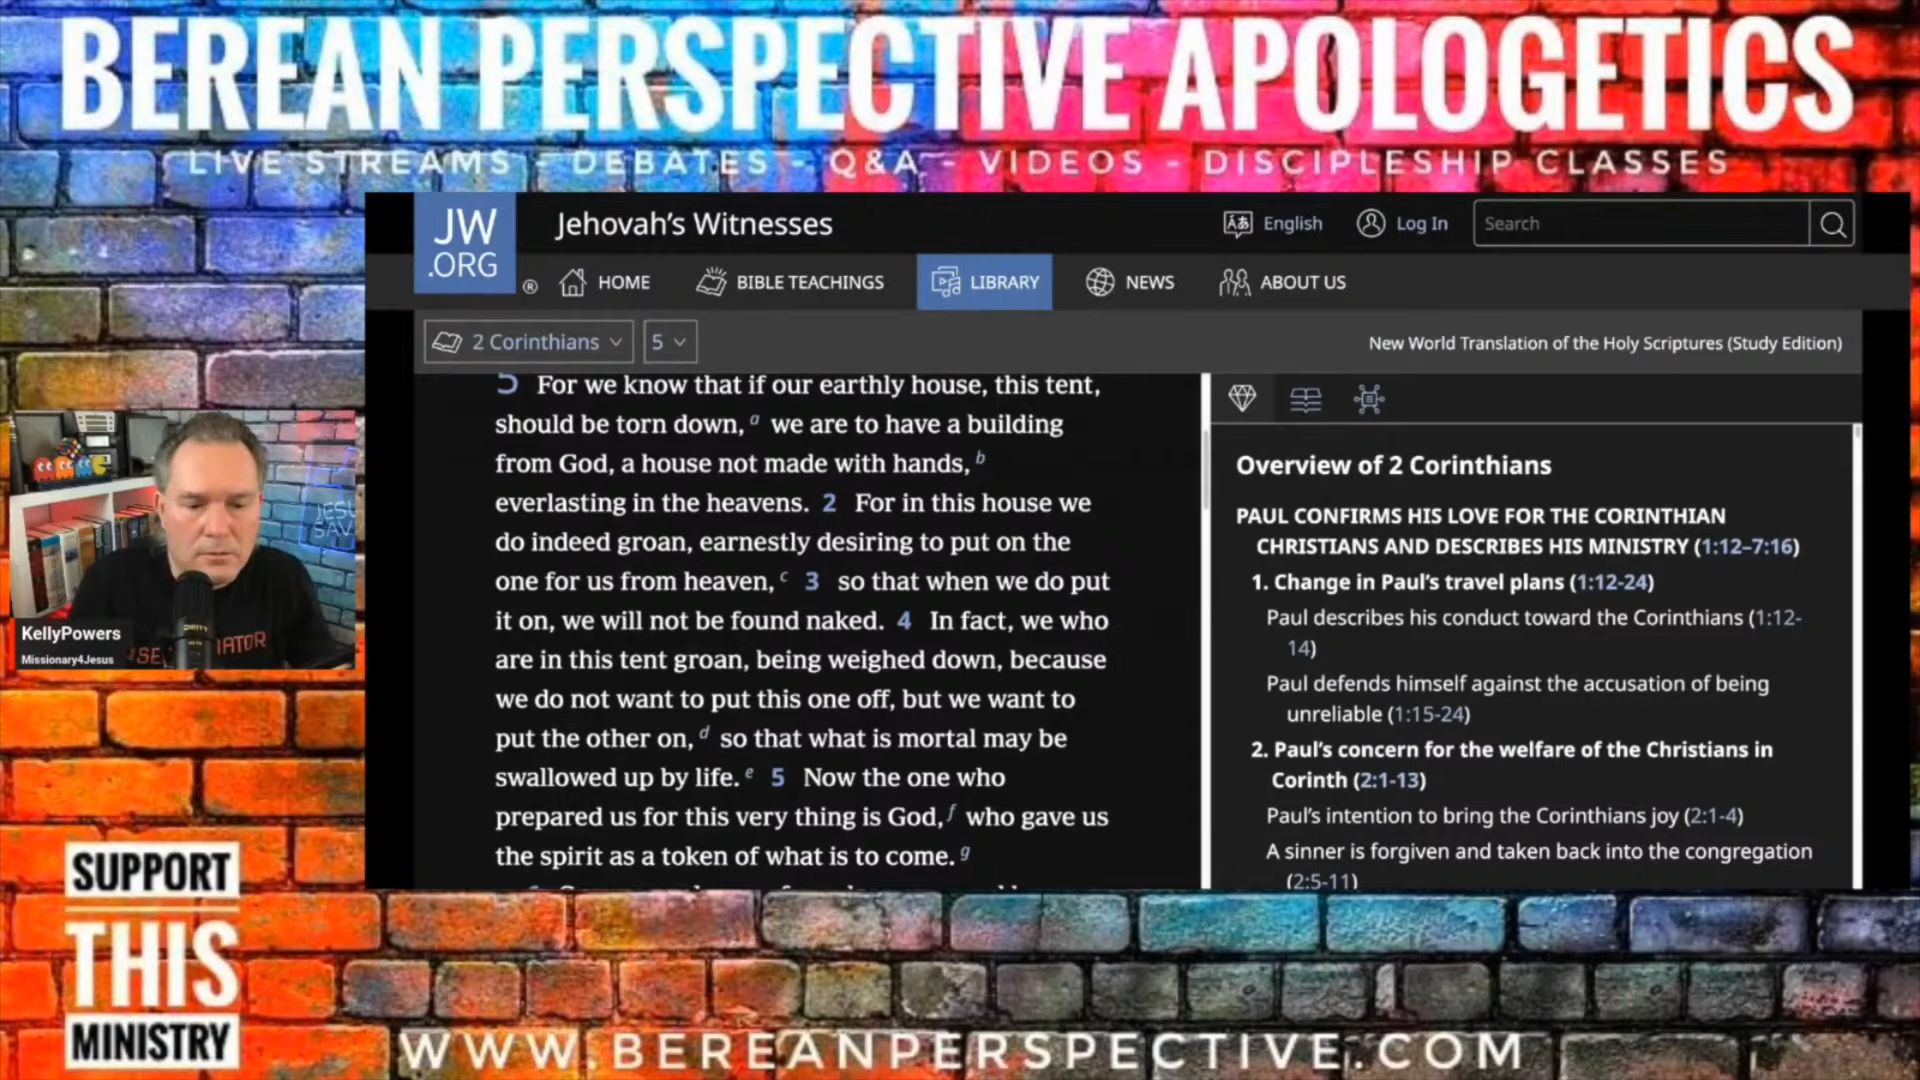 BEREAN PERSPECTIVE APOLOGETICS
LIVE STREAMS - DEBATES - Q&A - VIDEOS - DISCIPLESHIP CLASSES
JW
.ORG
®
Jehovah's Witnesses
English
Log In
Search
HOME
BIBLE TEACHINGS
LIBRARY
NEWS
ABOUT US
2 Corinthians
5
New World Translation of the Holy Scriptures (Study Edition)
5 For we know that if our earthly house, this tent,
should be torn down, a we are to have a building
from God, a house not made with hands, b
everlasting in the heavens. 2 For in this house we
do indeed groan, earnestly desiring to put on the
one for us from heaven, c 3 so that when we do put
it on, we will not be found naked. 4 In fact, we who
are in this tent groan, being weighed down, because
we do not want to put this one off, but we want to
put the other on, d so that what is mortal may be
swallowed up by life. e 5 Now the one who
prepared us for this very thing is God, f who gave us
the spirit as a token of what is to come. g
Overview of 2 Corinthians
PAUL CONFIRMS HIS LOVE FOR THE CORINTHIAN
CHRISTIANS AND DESCRIBES HIS MINISTRY (1:12–7:16)
1. Change in Paul's travel plans (1:12-24)
Paul describes his conduct toward the Corinthians (1:12-
14)
Paul defends himself against the accusation of being
unreliable (1:15-24)
2. Paul's concern for the welfare of the Christians in
Corinth (2:1-13)
Paul's intention to bring the Corinthians joy (2:1-4)
A sinner is forgiven and taken back into the congregation
(2:5-11)
KellyPowers
Missionary4Jesus
SUPPORT
THIS
MINISTRY
WWW.BEREANPERSPECTIVE.COM